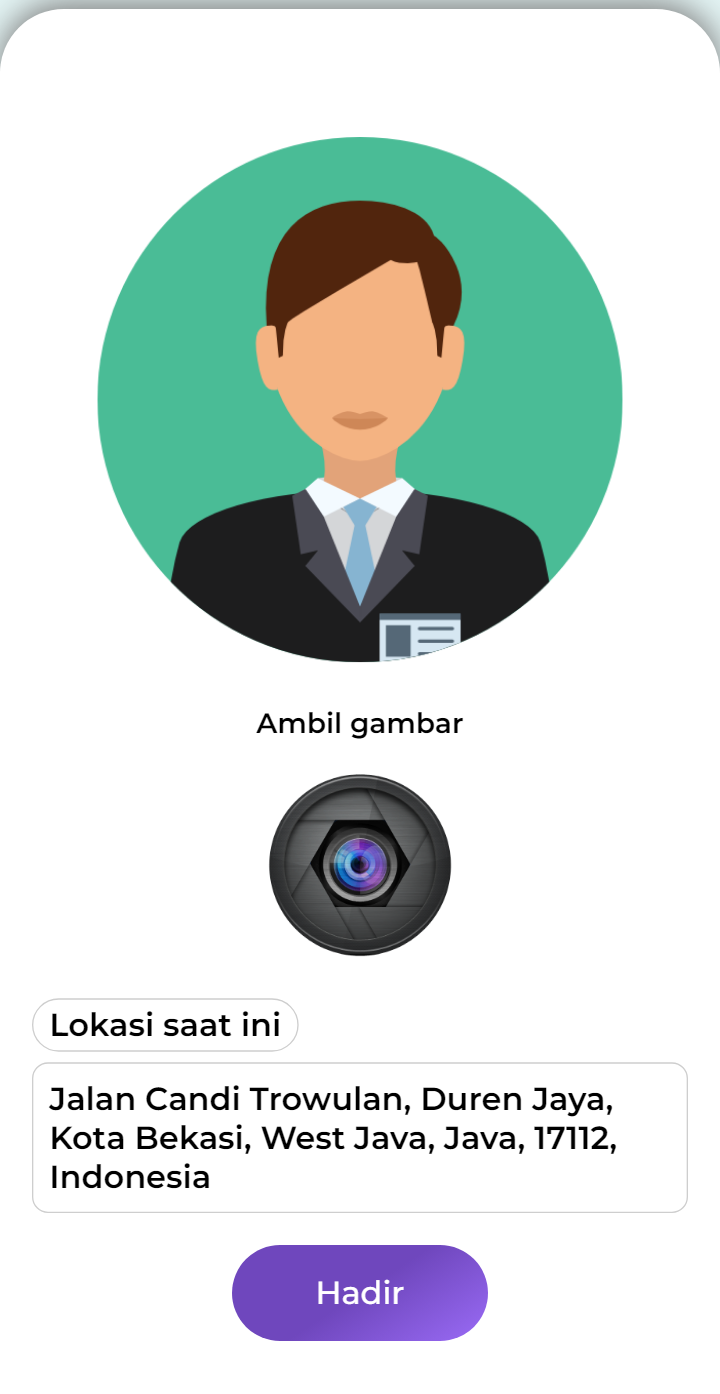 Ambil gambar
Lokasi saat ini
Jalan Candi Trowulan, Duren Jaya,
Kota Bekasi, West Java, Java, 17112,
Indonesia
Hadir